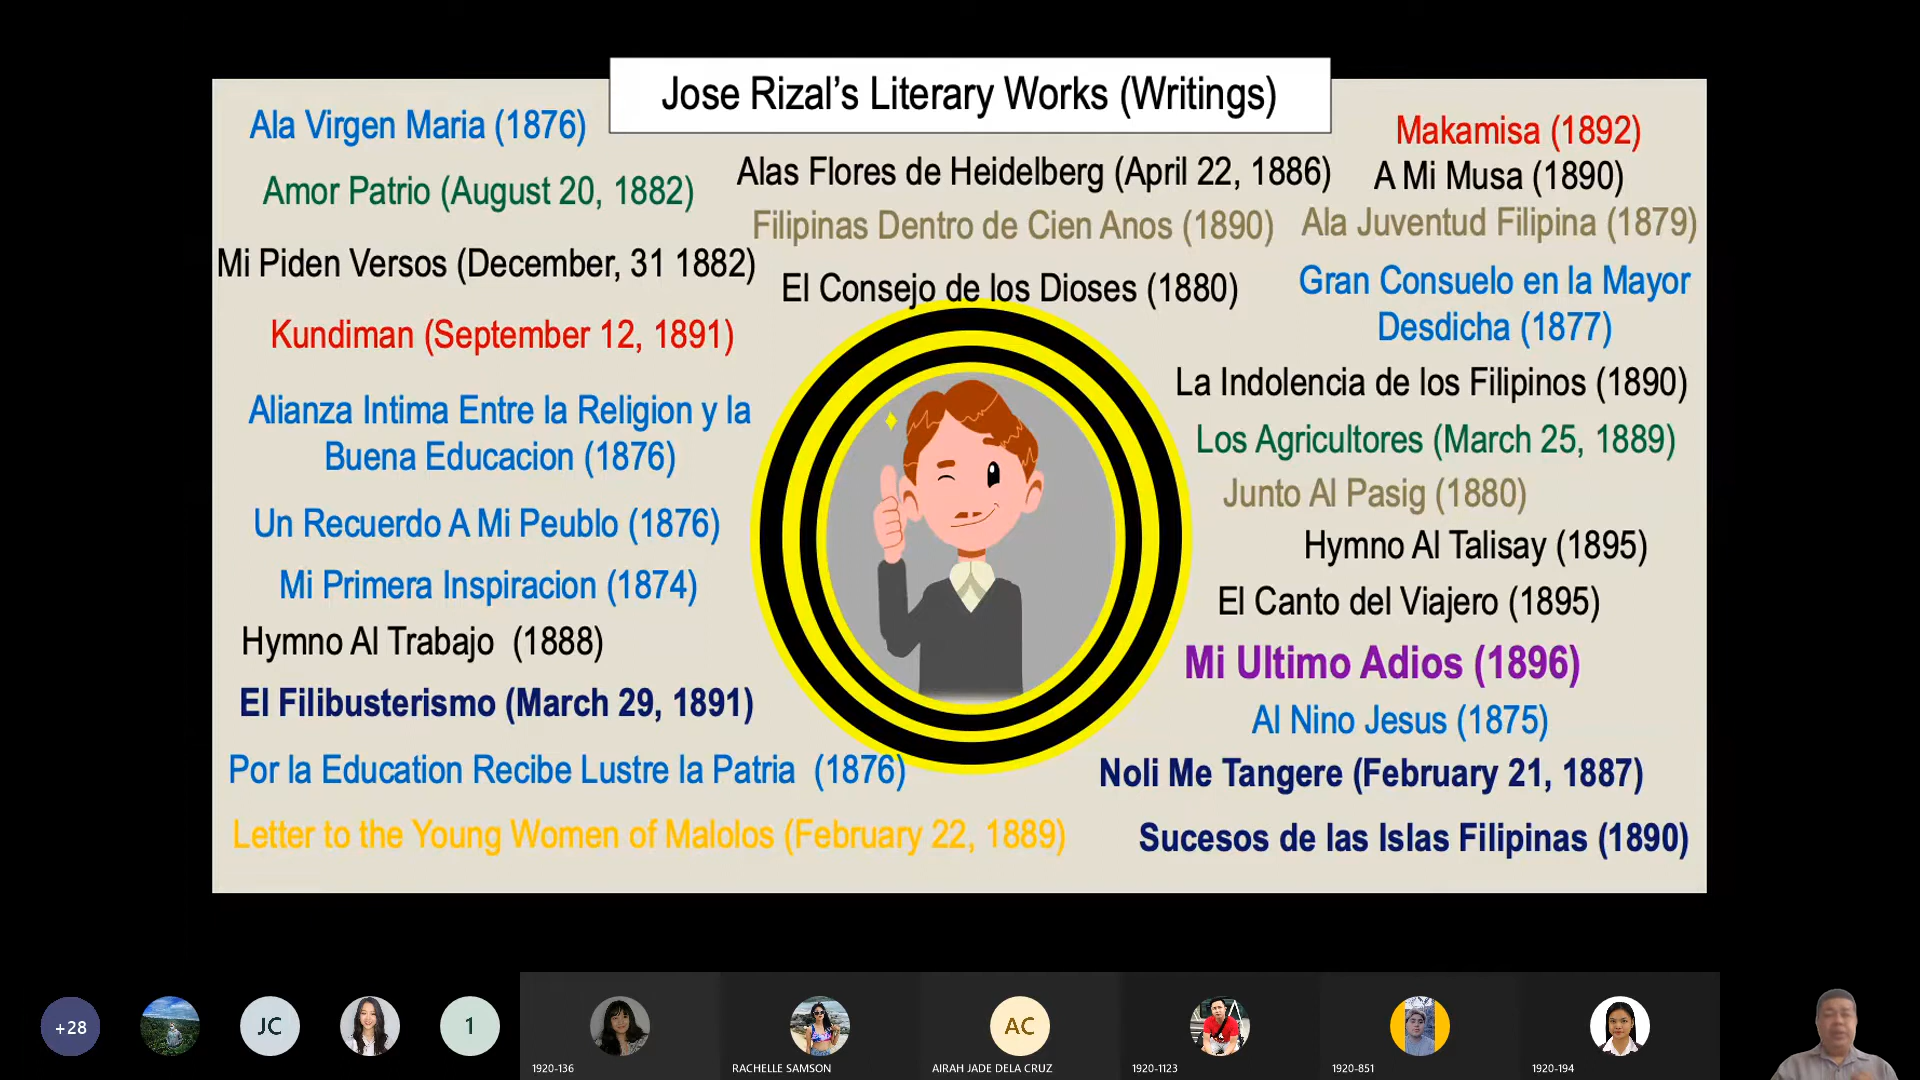 Jose Rizal's Literary Works (Writings)
Ala Virgen Maria (1876)
Amor Patrio (August 20, 1882)
Mi Piden Versos (December, 31 1882)
Kundiman (September 12, 1891)
Alianza Intima Entre la Religion y la
Buena Educacion (1876)
Un Recuerdo A Mi Peublo (1876)
Mi Primera Inspiracion (1874)
Hymno Al Trabajo (1888)
El Filibusterismo (March 29, 1891)
Por la Education Recibe Lustre la Patria (1876)
Letter to the Young Women of Malolos (February 22, 1889)
Alas Flores de Heidelberg (April 22, 1886)
Filipinas Dentro de Cien Anos (1890)
El Consejo de los Dioses (1880)
Makamisa (1892)
A Mi Musa (1890)
Ala Juventud Filipina (1879)
Gran Consuelo en la Mayor
Desdicha (1877)
La Indolencia de los Filipinos (1890)
Los Agricultores (March 25, 1889)
Junto Al Pasig (1880)
Hymno Al Talisay (1895)
El Canto del Viajero (1895)
Mi Ultimo Adios (1896)
Al Nino Jesus (1875)
Noli Me Tangere (February 21, 1887)
Sucesos de las Islas Filipinas (1890)
+28
JC
1
AC
1920-136
RACHELLE SAMSON
AIRAH JADE DELA CRUZ
1920-1123
1920-851
1920-194